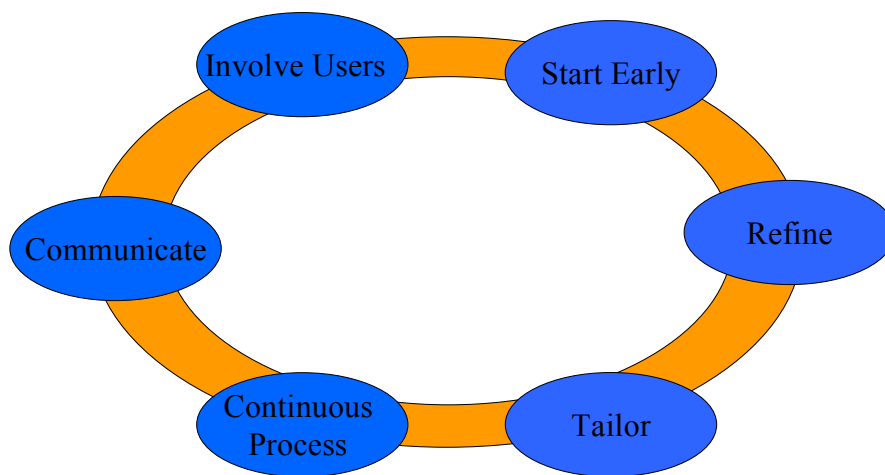 Involve Users
Start Early
Communicate
Refine
Continuous
Process
Tailor